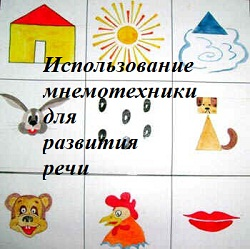 Использование
мнемотехники
для
развития
речи